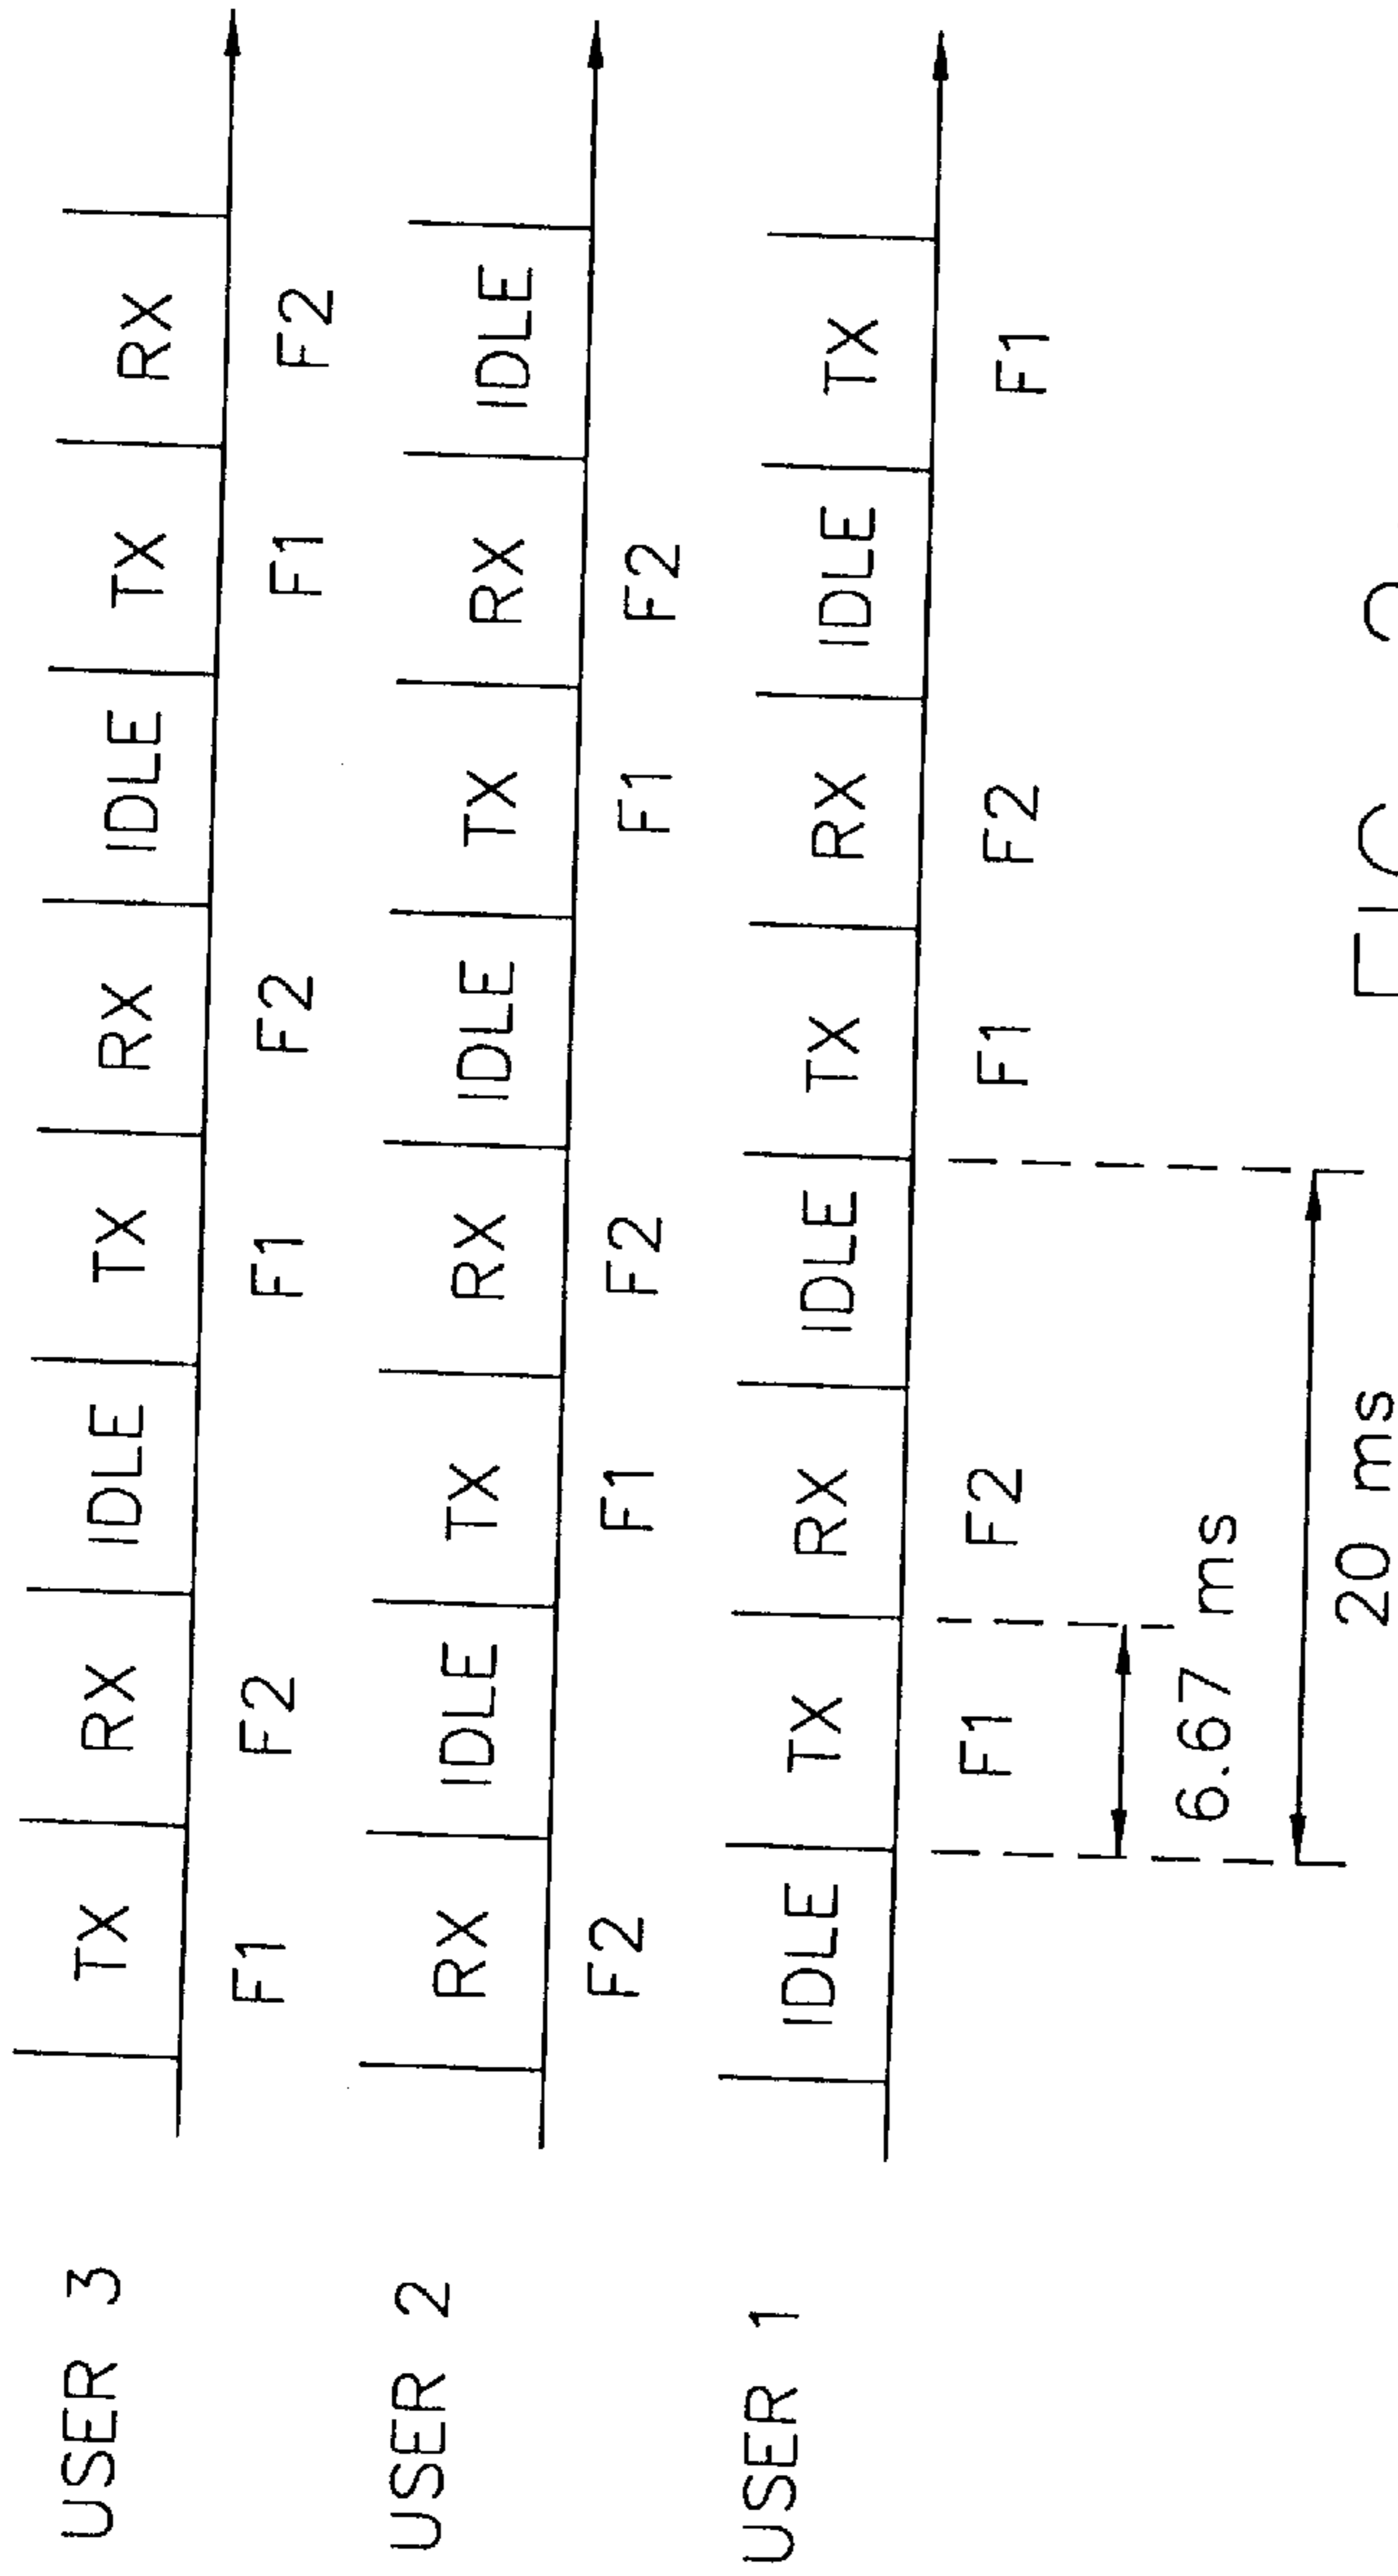 USER 3 TX RX IDLE TX RX IDLE TX RX
F1 F2 F1 F2 F1 F2
USER 2 RX IDLE TX RX IDLE TX RX IDLE
F2 F1 F2 F1 F2
USER 1 IDLE TX RX IDLE TX RX IDLE TX
F1 F2 F1 F2 F1
6.67 ms
20 ms